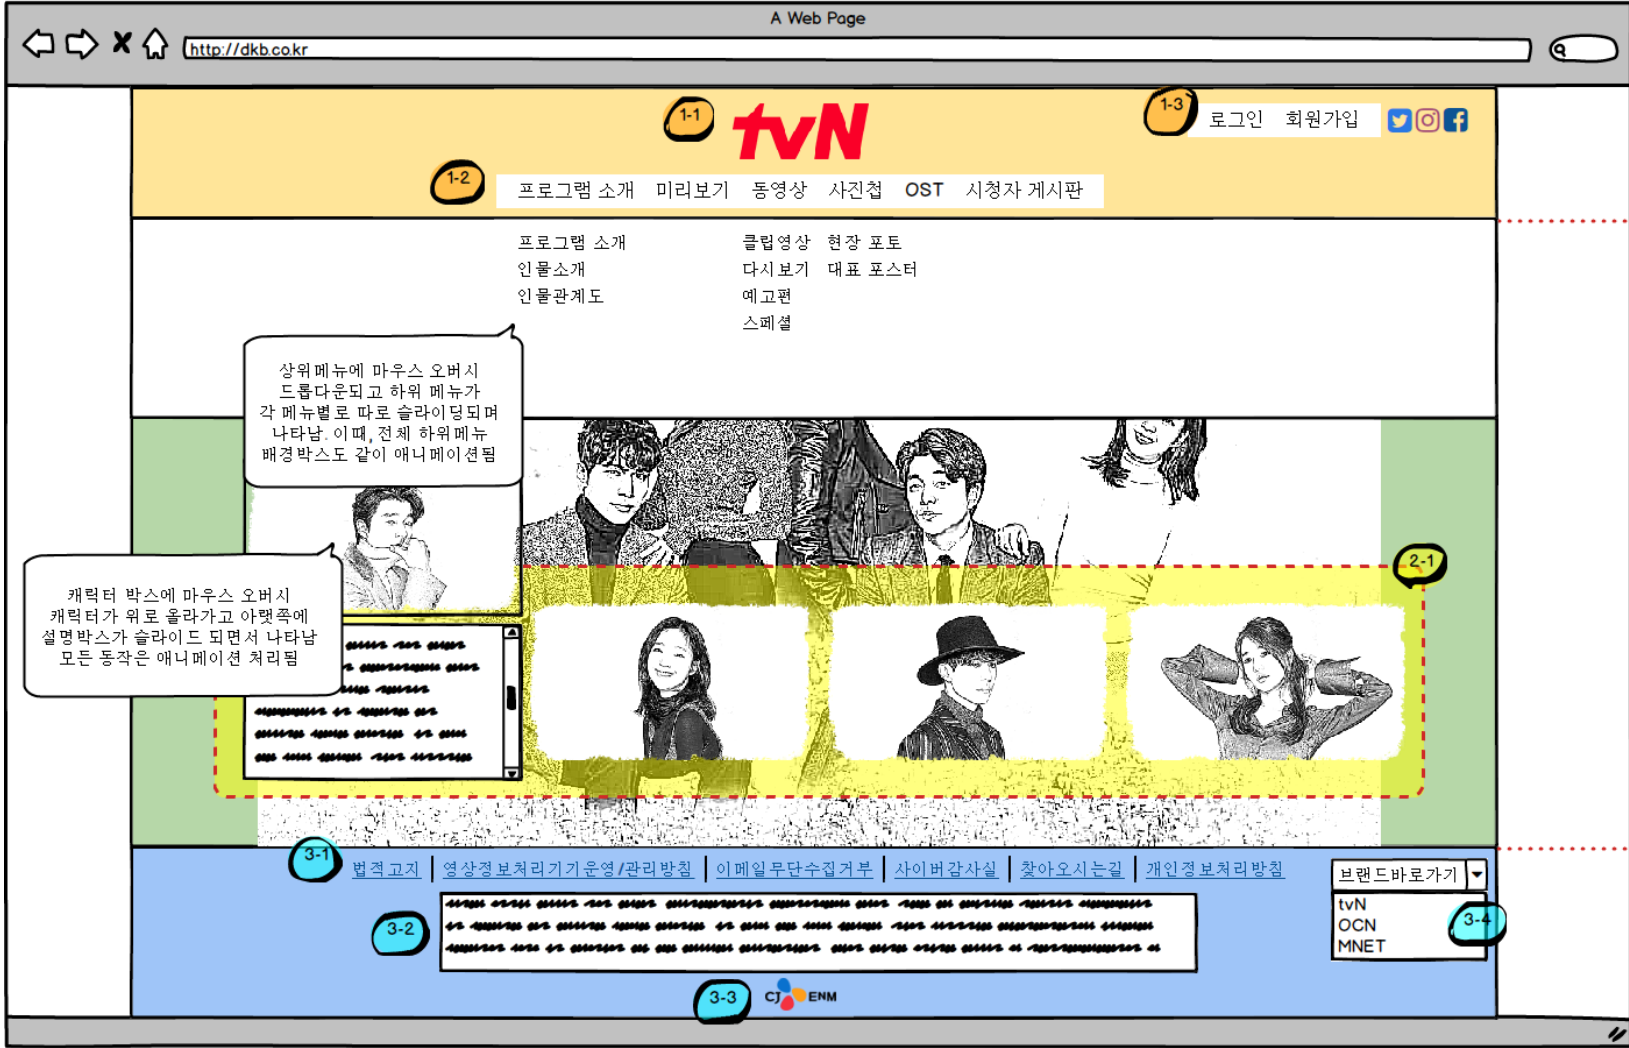 A Web Page
http://dkb.co.kr
1-1
tvN
1-3
로그인 회원가입
1-2
프로그램 소개 미리보기 동영상 사진첩 OST 시청자 게시판
프로그램 소개 클립영상 현장 포토
인물소개 다시보기 대표 포스터
인물관계도 예고편
스페셜
상위메뉴에 마우스 오버시
드롭다운되고 하위 메뉴가
각 메뉴별로 따로 슬라이딩되며
나타남. 이때, 전체 하위메뉴
배경박스도 같이 애니메이션됨
2-1
캐릭터 박스에 마우스 오버시
캐릭터가 위로 올라가고 아랫쪽에
설명박스가 슬라이드 되면서 나타남
모든 동작은 애니메이션 처리됨
3-1
법적고지 영상정보처리기기운영/관리방침 이메일무단수집거부 사이버감사실 찾아오시는길 개인정보처리방침
브랜드바로가기
tvN
OCN
MNET
3-4
3-2
3-3
CJ ENM